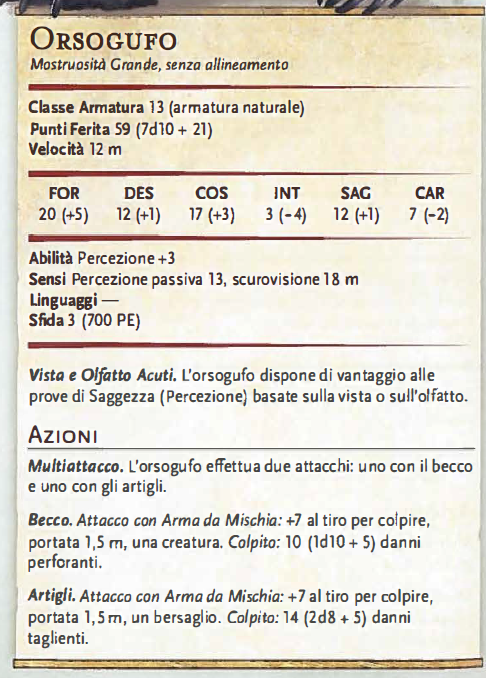 ORSOGUFO
Mostruosità Grande, senza allineamento
Classe Armatura 13 (armatura naturale)
Punti Ferita 59 (7d10 + 21)
Velocità 12 m
FOR DES COS INT SAG CAR
20 (+5) 12 (+1) 17 (+3) 3 (-4) 12 (+1) 7 (-2)
Abilità Percezione +3
Sensi Percezione passiva 13, scurovisione 18 m
Linguaggi —
Sfida 3 (700 PE)
Vista e Olfatto Acuti. L'orsogufo dispone di vantaggio alle
prove di Saggezza (Percezione) basate sulla vista o sull'olfatto.
AZIONI
Multiattacco. L'orsogufo effettua due attacchi: uno con il becco
e uno con gli artigli.
Becco. Attacco con Arma da Mischia: +7 al tiro per colpire,
portata 1,5 m, una creatura. Colpito: 10 (1d10 + 5) danni
perforanti.
Artigli. Attacco con Arma da Mischia: +7 al tiro per colpire,
portata 1,5 m, un bersaglio. Colpito: 14 (2d8 + 5) danni
taglienti.